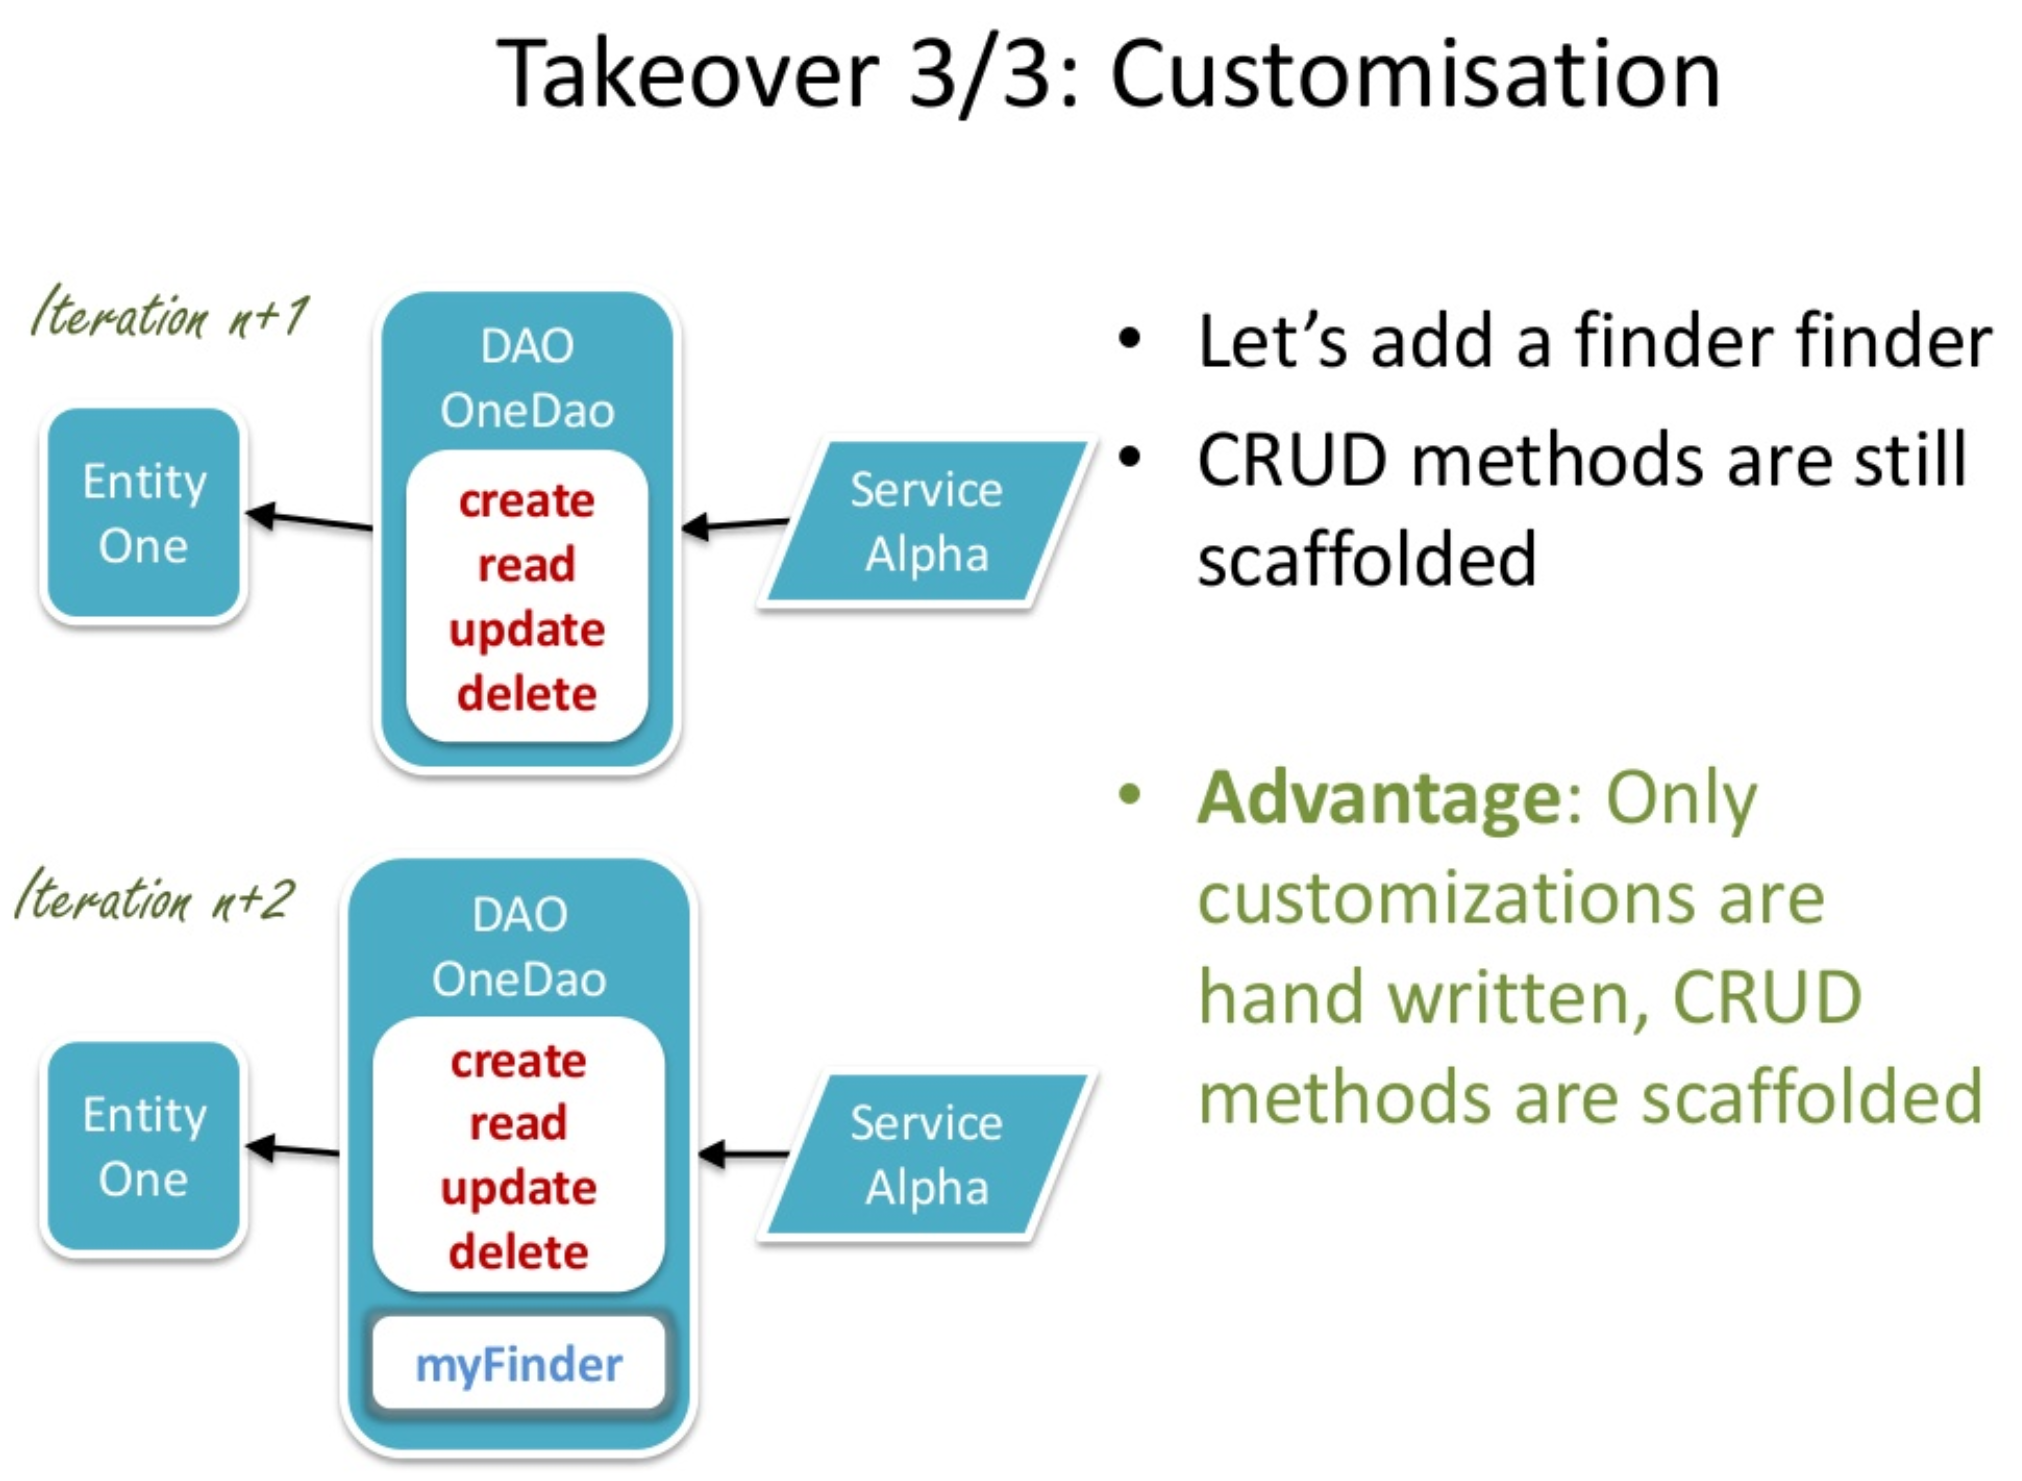 Takeover 3/3: Customisation
Iteration n+1
DAO
OneDao
create
read
update
delete
Entity
One
Service
Alpha
Iteration n+2
DAO
OneDao
create
read
update
delete
myFinder
Entity
One
Service
Alpha
• Let’s add a finder finder
• CRUD methods are still
scaffolded
• Advantage: Only
customizations are
hand written, CRUD
methods are scaffolded